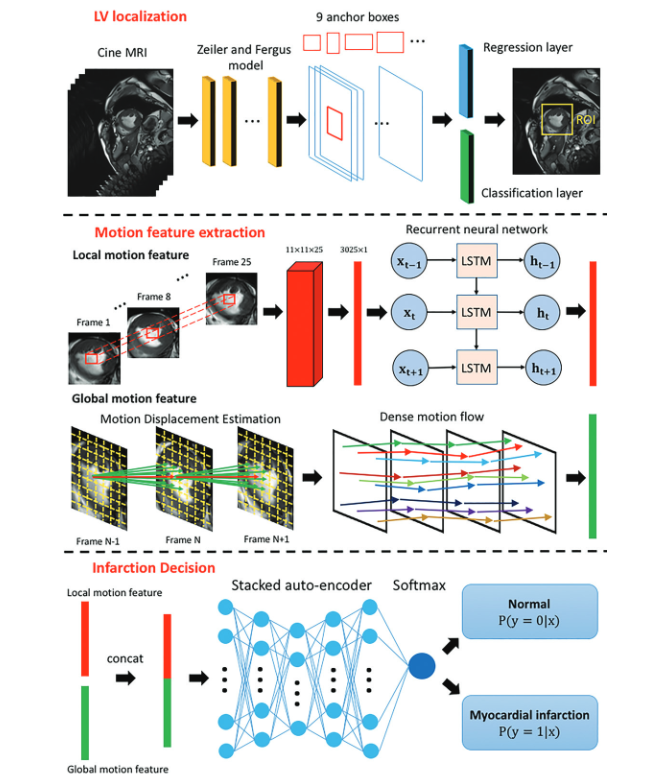 LV localization
9 anchor boxes
Cine MRI
Zeiler and Fergus
model
Regression layer
ROI
Classification layer
Motion feature extraction
Local motion feature
Frame 1
Frame 8
Frame 25
11×11×25
3025×1
Recurrent neural network
x_{t-1}
LSTM
h_{t-1}
x_t
LSTM
h_t
x_{t+1}
LSTM
h_{t+1}
Global motion feature
Motion Displacement Estimation
Dense motion flow
Frame N-1
Frame N
Frame N+1
Infarction Decision
Local motion feature
concat
Global motion feature
Stacked auto-encoder
Softmax
Normal
P(y = 0|x)
Myocardial infarction
P(y = 1|x)